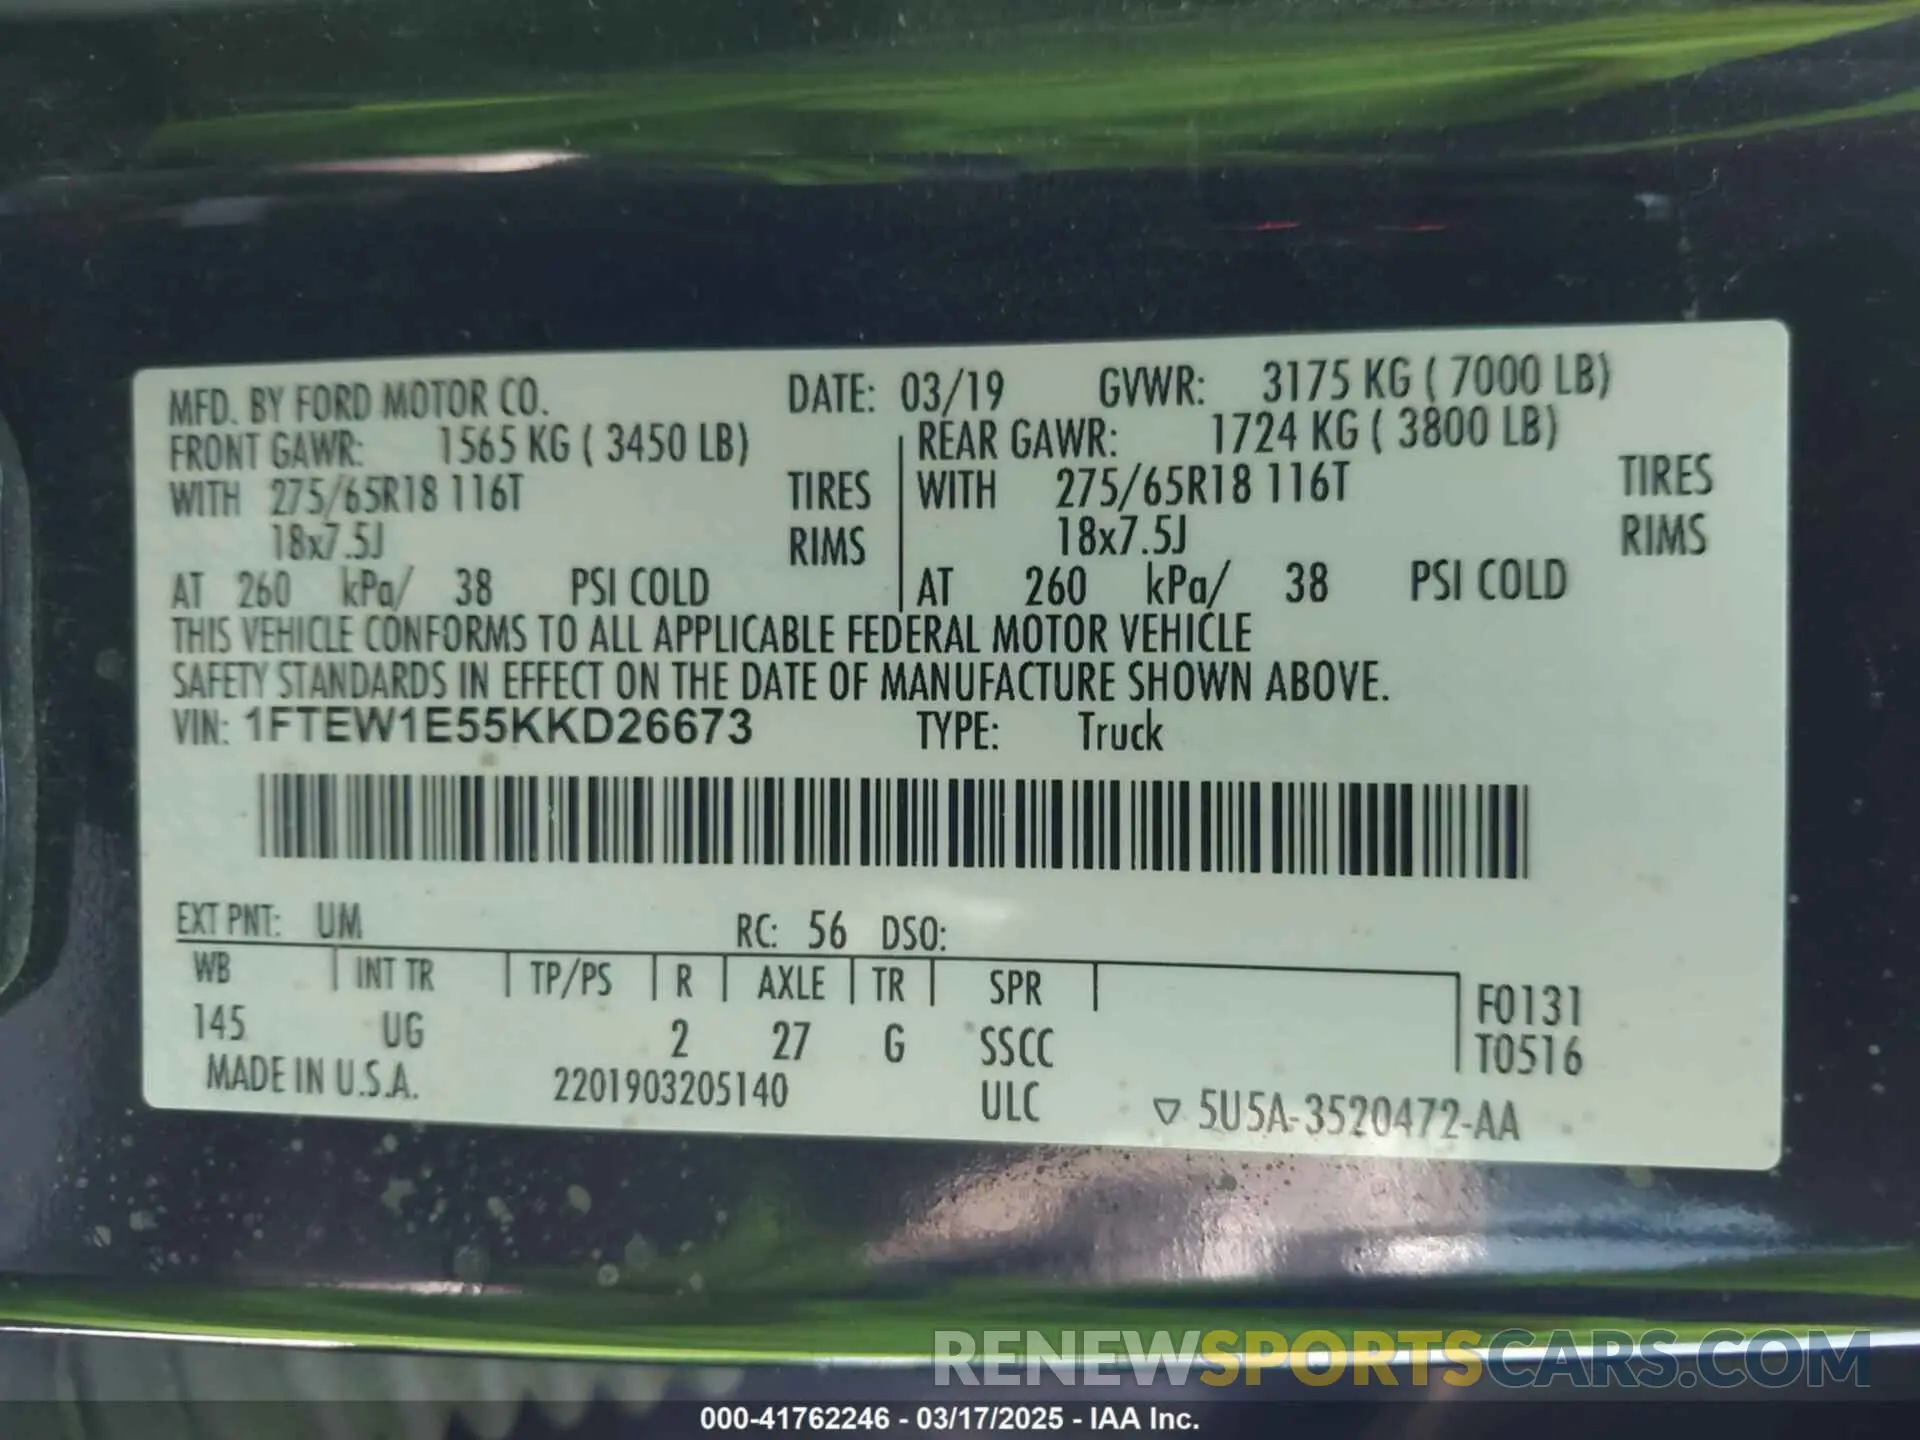 MFD. BY FORD MOTOR CO. DATE: 03/19 GVWR: 3175 KG ( 7000 LB)
FRONT GAWR: 1565 KG ( 3450 LB) REAR GAWR: 1724 KG ( 3800 LB)
WITH 275/65R18 116T TIRES WITH 275/65R18 116T TIRES
18x7.5J RIMS 18x7.5J RIMS
AT 260 kPa/ 38 PSI COLD AT 260 kPa/ 38 PSI COLD
THIS VEHICLE CONFORMS TO ALL APPLICABLE FEDERAL MOTOR VEHICLE
SAFETY STANDARDS IN EFFECT ON THE DATE OF MANUFACTURE SHOWN ABOVE.
VIN: 1FTEW1E55KKD26673 TYPE: Truck
EXT PNT: UM RC: 56 DSO:
WB INT TR TP/PS R AXLE TR SPR F0131
145 UG 2 27 G SSCC T0516
MADE IN U.S.A. 2201903205140 ULC ▽ 5U5A-3520472-AA
RENEWSPORTSCARS.COM
000-41762246 - 03/17/2025 - IAA Inc.